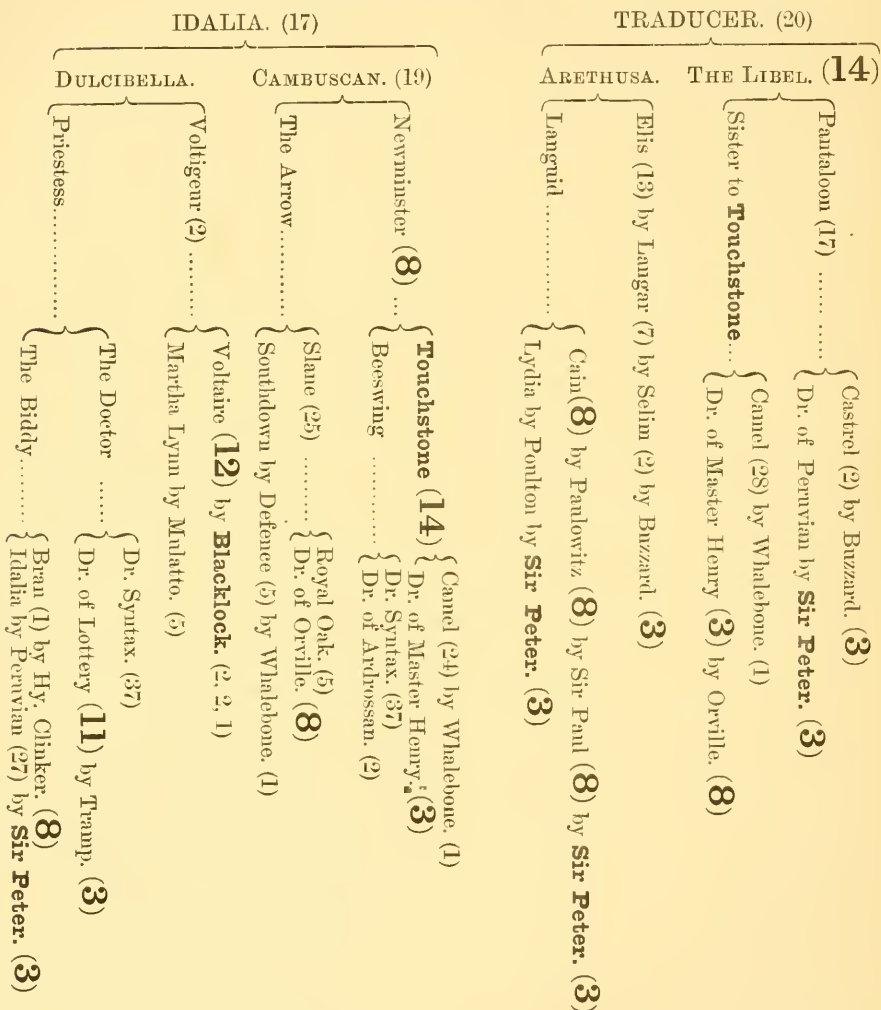 IDALIA. (17)
TRADUCER. (20)
DULCIBELLA.
CAMBUSCAN. (19)
ARETHUSA.
THE LIBEL. (14)
Pantaloon (17) ...... .....
Castrel (2) by Buzzard. (3)
Dr. of Peruvian by Sir Peter. (3)
Sister to Touchstone...
Camel (28) by Whalebone. (1)
Dr. of Master Henry (3) by Orville. (8)
Elis (13) by Langar (7) by Selim (2) by Buzzard. (3)
Languid ...............
Cain (8) by Paulowitz (8) by Sir Paul (8) by Sir Peter. (3)
Lydia by Poulton by Sir Peter. (3)
Newminster (8) ...
Touchstone (14)
Camel (24) by Whalebone. (1)
Dr. of Master Henry. (3)
Beeswing ............
Dr. Syntax. (37)
Dr. of Ardrossan. (2)
The Arrow............
Slane (25) .........
Royal Oak. (5)
Dr. of Orville. (8)
Southdown by Defence (5) by Whalebone. (1)
Voltigeur (2) .........
Voltaire (12) by Blacklock. (2, 2, 1)
Martha Lynn by Mulatto. (5)
Priestess...............
The Doctor ......
Dr. Syntax. (37)
Dr. of Lottery (11) by Tramp. (3)
The Biddy.........
Bran (1) by Hy. Clinker. (8)
Idalia by Peruvian (27) by Sir Peter. (3)